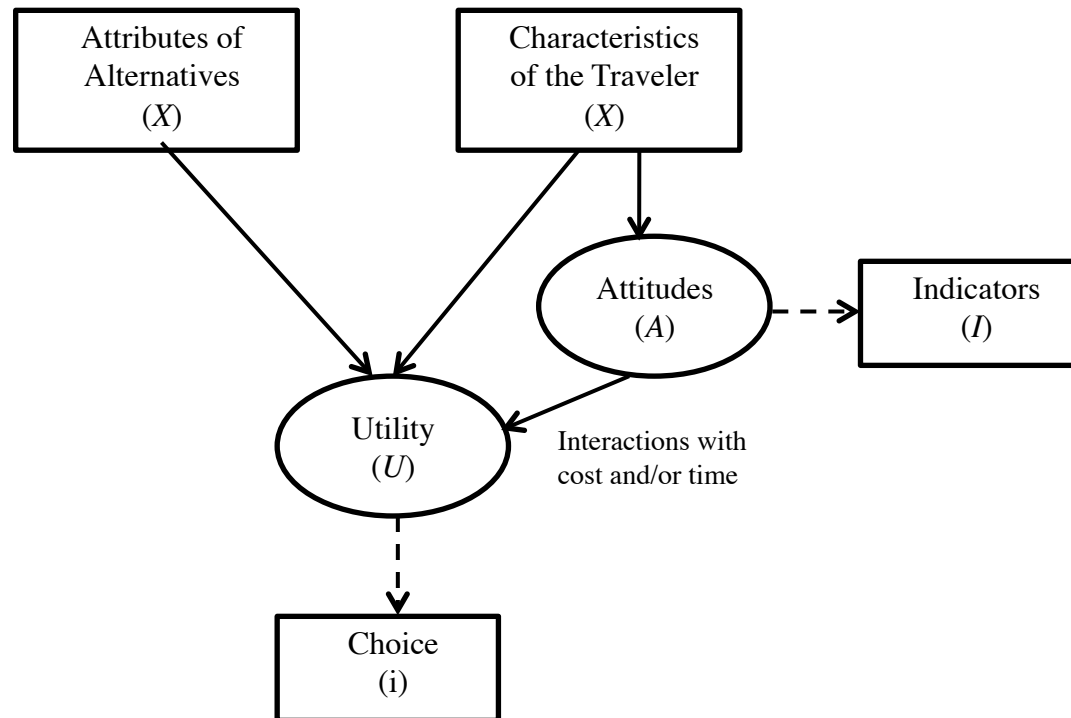 Attributes of
Alternatives
(X)
Characteristics
of the Traveler
(X)
Attitudes
(A)
Indicators
(I)
Utility
(U)
Interactions with
cost and/or time
Choice
(i)